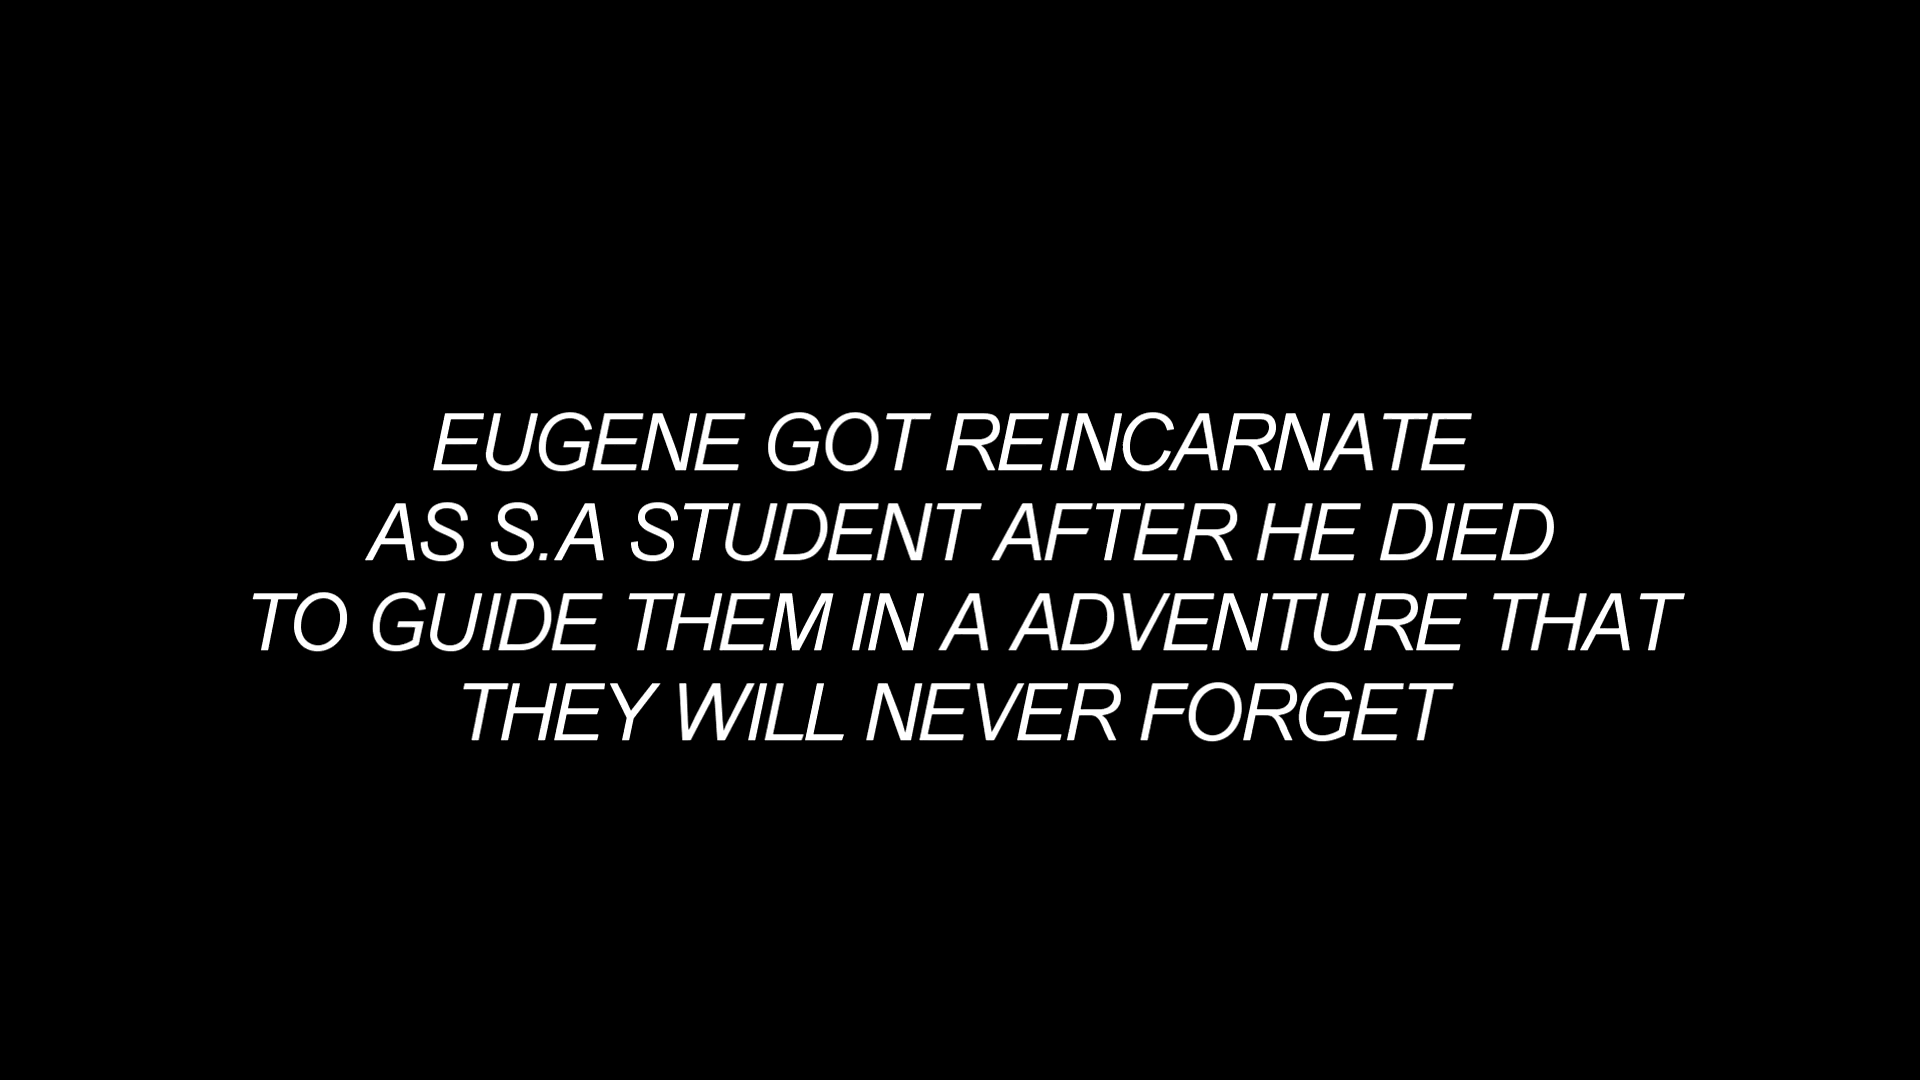 EUGENE GOT REINCARNATE
AS S.A STUDENT AFTER HE DIED
TO GUIDE THEM IN A ADVENTURE THAT
THEY WILL NEVER FORGET